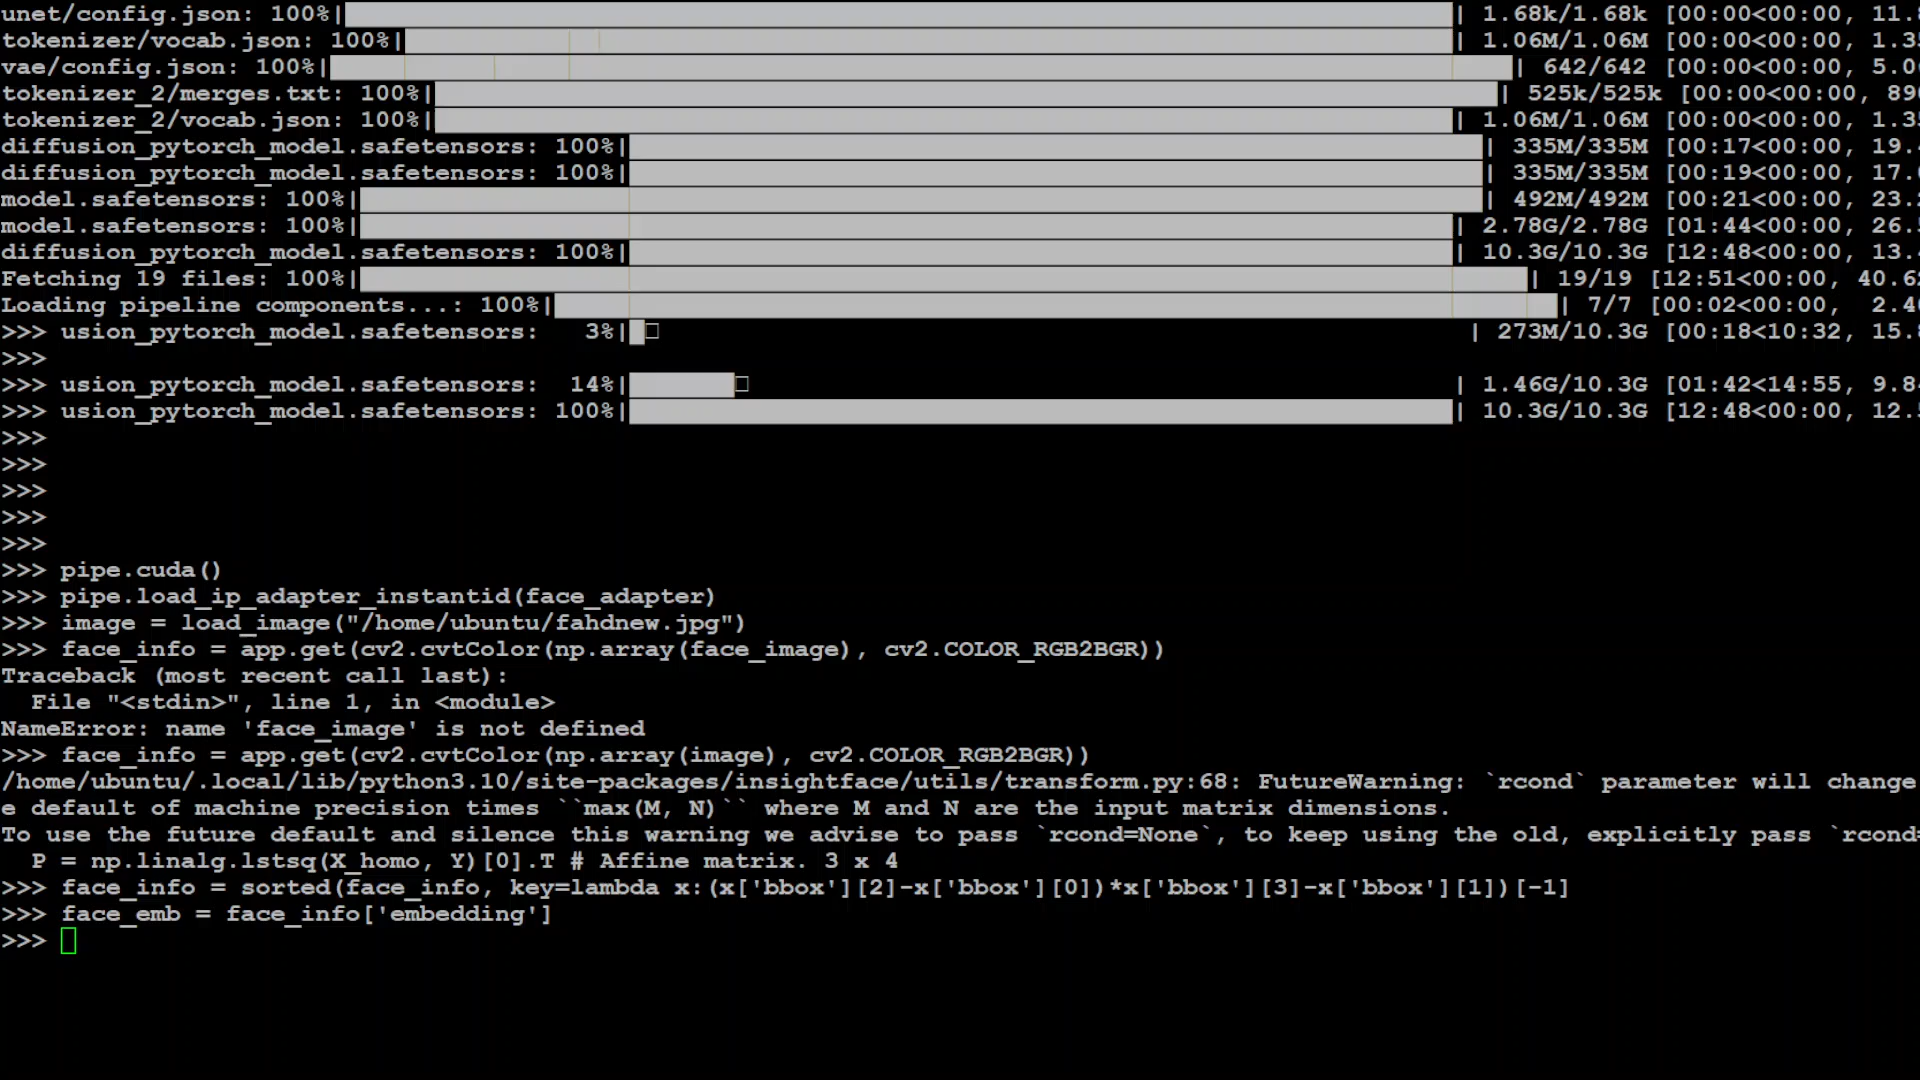 unet/config.json: 100%| | 1.68k/1.68k [00:00<00:00, 11.
tokenizer/vocab.json: 100%| | 1.06M/1.06M [00:00<00:00, 1.3
vae/config.json: 100%| | 642/642 [00:00<00:00, 5.0
tokenizer_2/merges.txt: 100%| | 525k/525k [00:00<00:00, 89
tokenizer_2/vocab.json: 100%| | 1.06M/1.06M [00:00<00:00, 1.3
diffusion_pytorch_model.safetensors: 100%| | 335M/335M [00:17<00:00, 19.
diffusion_pytorch_model.safetensors: 100%| | 335M/335M [00:19<00:00, 17.
model.safetensors: 100%| | 492M/492M [00:21<00:00, 23.
model.safetensors: 100%| | 2.78G/2.78G [01:44<00:00, 26.
diffusion_pytorch_model.safetensors: 100%| | 10.3G/10.3G [12:48<00:00, 13.
Fetching 19 files: 100%| | 19/19 [12:51<00:00, 40.6
Loading pipeline components...: 100%| | 7/7 [00:02<00:00, 2.4
>>> usion_pytorch_model.safetensors: 3%| | 273M/10.3G [00:18<10:32, 15.
>>>
>>> usion_pytorch_model.safetensors: 14%| | 1.46G/10.3G [01:42<14:55, 9.8
>>> usion_pytorch_model.safetensors: 100%| | 10.3G/10.3G [12:48<00:00, 12.
>>>
>>>
>>>
>>>
>>>
>>> pipe.cuda()
>>> pipe.load_ip_adapter_instantid(face_adapter)
>>> image = load_image("/home/ubuntu/fahdnew.jpg")
>>> face_info = app.get(cv2.cvtColor(np.array(face_image), cv2.COLOR_RGB2BGR))
Traceback (most recent call last):
  File "<stdin>", line 1, in <module>
NameError: name 'face_image' is not defined
>>> face_info = app.get(cv2.cvtColor(np.array(image), cv2.COLOR_RGB2BGR))
/home/ubuntu/.local/lib/python3.10/site-packages/insightface/utils/transform.py:68: FutureWarning: `rcond` parameter will change
e default of machine precision times ``max(M, N)`` where M and N are the input matrix dimensions.
To use the future default and silence this warning we advise to pass `rcond=None`, to keep using the old, explicitly pass `rcond=
  P = np.linalg.lstsq(X_homo, Y)[0].T # Affine matrix. 3 x 4
>>> face_info = sorted(face_info, key=lambda x:(x['bbox'][2]-x['bbox'][0])*x['bbox'][3]-x['bbox'][1])[-1]
>>> face_emb = face_info['embedding']
>>>